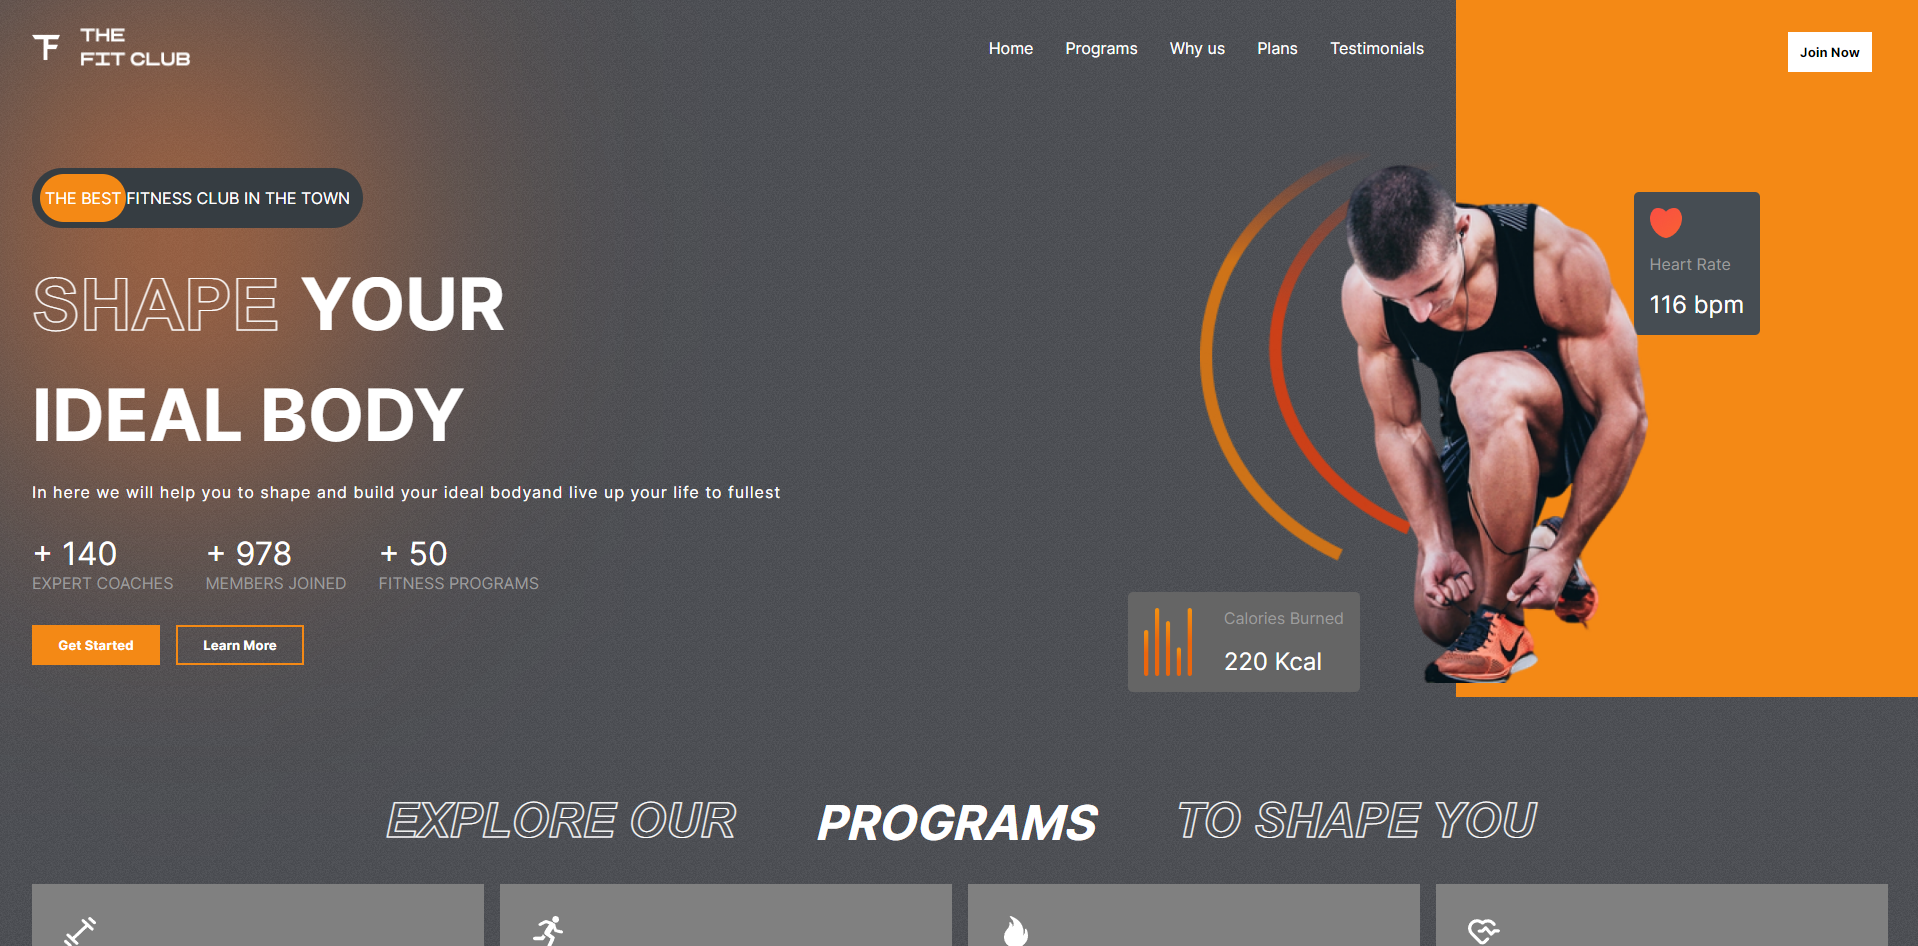 THE
FIT CLUB
Home Programs Why us Plans Testimonials
Join Now
THE BEST FITNESS CLUB IN THE TOWN
SHAPE YOUR
IDEAL BODY
In here we will help you to shape and build your ideal bodyand live up your life to fullest
+ 140 + 978 + 50
EXPERT COACHES MEMBERS JOINED FITNESS PROGRAMS
Get Started Learn More
Heart Rate
116 bpm
Calories Burned
220 Kcal
EXPLORE OUR PROGRAMS TO SHAPE YOU